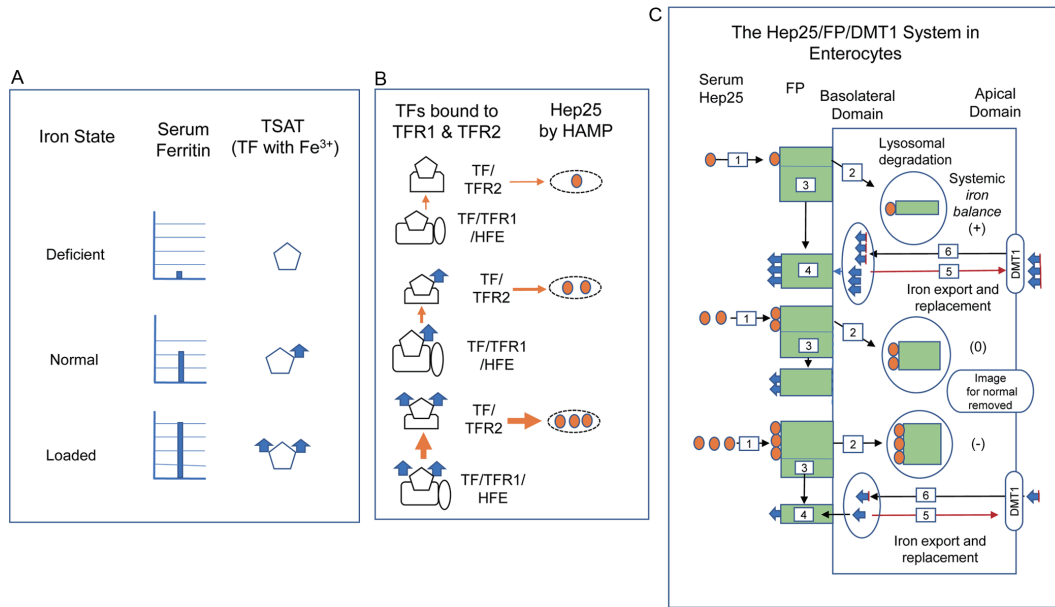 A
Iron State
Serum
Ferritin
TSAT
(TF with Fe³⁺)
Deficient
Normal
Loaded
B
TFs bound to
TFR1 & TFR2
Hep25
by HAMP
TF/
TFR2
TF/TFR1
/HFE
TF/
TFR2
TF/TFR1
/HFE
TF/
TFR2
TF/TFR1/
HFE
C
The Hep25/FP/DMT1 System in
Enterocytes
Serum
Hep25
FP
Basolateral
Domain
Apical
Domain
Lysosomal
degradation
1
2
3
Systemic
iron
balance
(+)
6
4
5
DMT1
Iron export and
replacement
1
2
3
(0)
Image
for normal
removed
1
2
(-)
3
6
4
5
DMT1
Iron export and
replacement